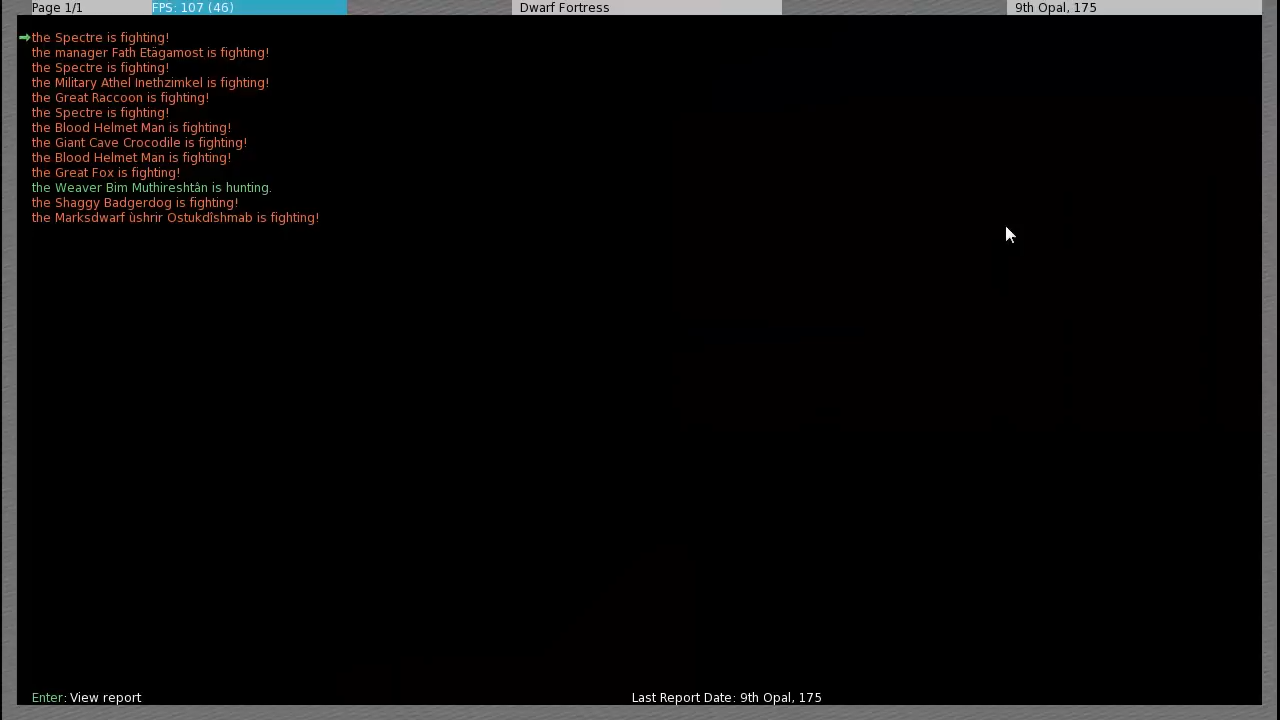 Page 1/1 FPS: 107 (46) Dwarf Fortress 9th Opal, 175
the Spectre is fighting!
the manager Fath Etägamost is fighting!
the Spectre is fighting!
the Military Athel Inethzimkel is fighting!
the Great Raccoon is fighting!
the Spectre is fighting!
the Blood Helmet Man is fighting!
the Giant Cave Crocodile is fighting!
the Blood Helmet Man is fighting!
the Great Fox is fighting!
the Weaver Bim Muthireshtân is hunting.
the Shaggy Badgerdog is fighting!
the Marksdwarf ùshrir Ostukdîshmab is fighting!
Enter: View report Last Report Date: 9th Opal, 175